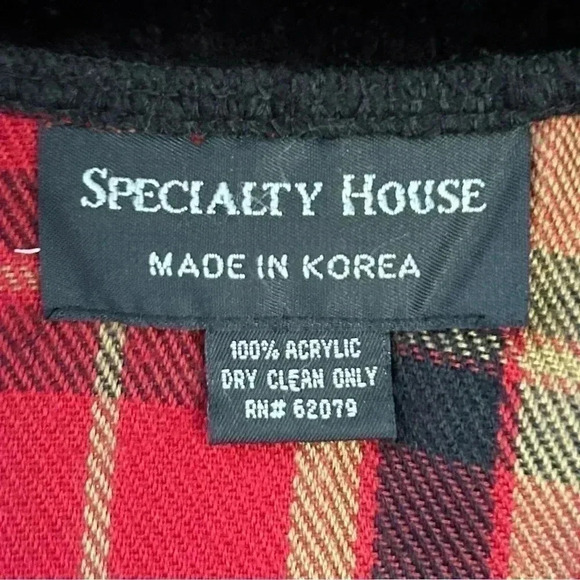 SPECIALTY HOUSE
MADE IN KOREA
100% ACRYLIC
DRY CLEAN ONLY
RN# 62079